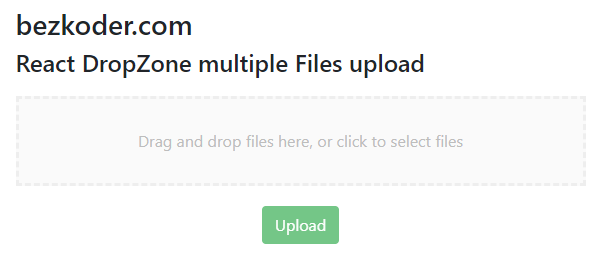 bezkoder.com
React DropZone multiple Files upload
Drag and drop files here, or click to select files
Upload